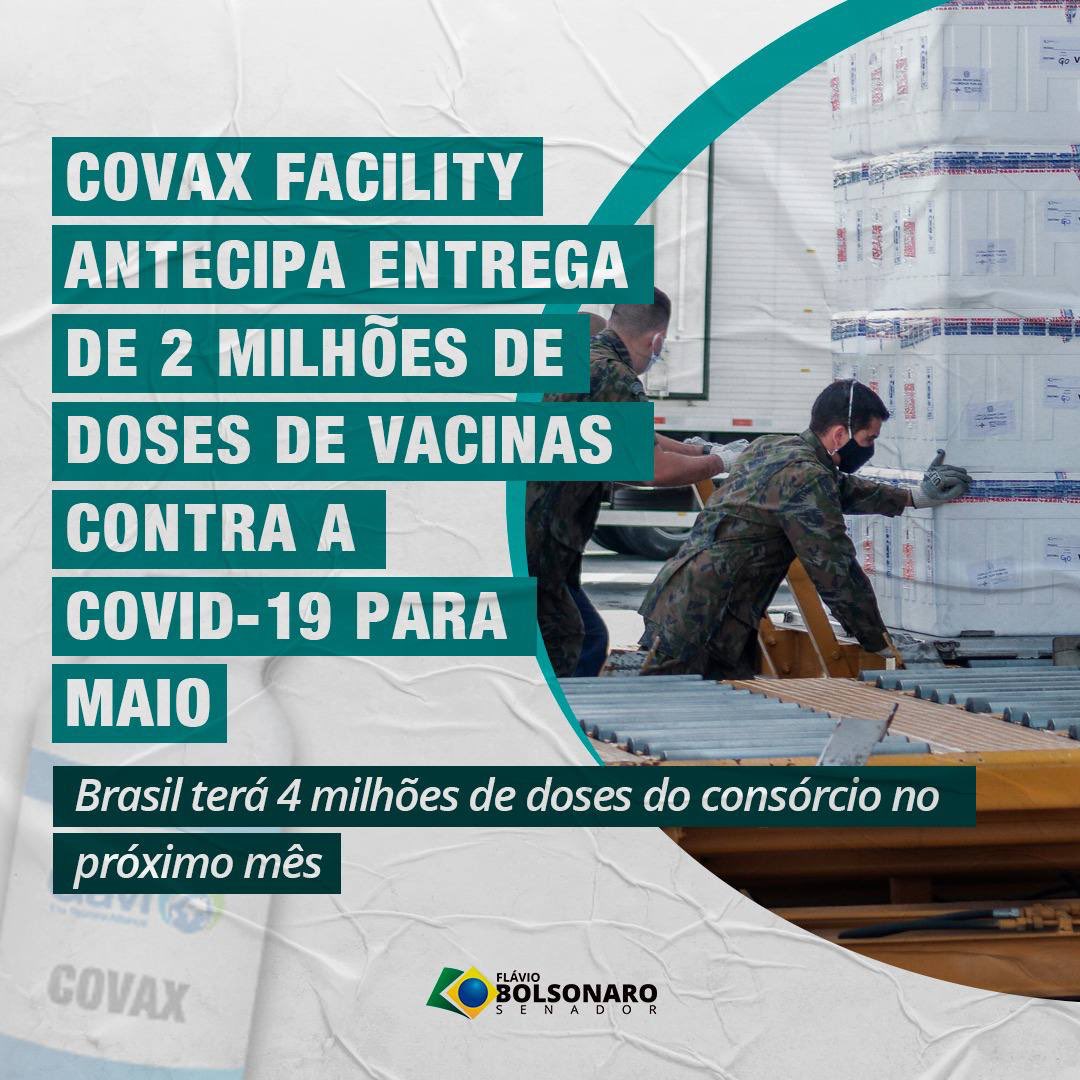 COVAX FACILITY
ANTECIPA ENTREGA
DE 2 MILHÕES DE
DOSES DE VACINAS
CONTRA A
COVID-19 PARA
MAIO
Brasil terá 4 milhões de doses do consórcio no
próximo mês
Gavi
COVAX
FLÁVIO
BOLSONARO
SENADOR